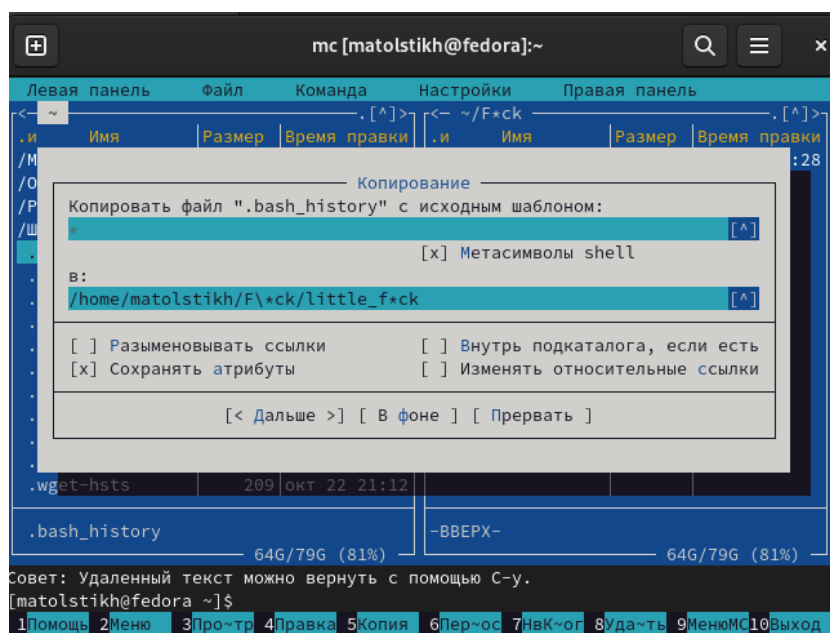 mc [matolstikh@fedora]:~
Левая панель Файл Команда Настройки Правая панель
<— ~ .[^]> <— ~/F*ck .[^]>
.и Имя Размер Время правки .и Имя Размер Время правки
/М :28
/О
/Р
/Ш
Копирование
Копировать файл ".bash_history" с исходным шаблоном:
* [^]
[x] Метасимволы shell
в:
/home/matolstikh/F\*ck/little_f*ck [^]
[ ] Разыменовывать ссылки [ ] Внутрь подкаталога, если есть
[x] Сохранять атрибуты [ ] Изменять относительные ссылки
[< Дальше >] [ В фоне ] [ Прервать ]
.wget-hsts 209 окт 22 21:12
.bash_history -ВВЕРХ-
64G/79G (81%) 64G/79G (81%)
Совет: Удаленный текст можно вернуть с помощью C-y.
[matolstikh@fedora ~]$
1Помощь 2Меню 3Про~тр 4Правка 5Копия 6Пер~ос 7НвК~ог 8Уда~ть 9МенюMC 10Выход